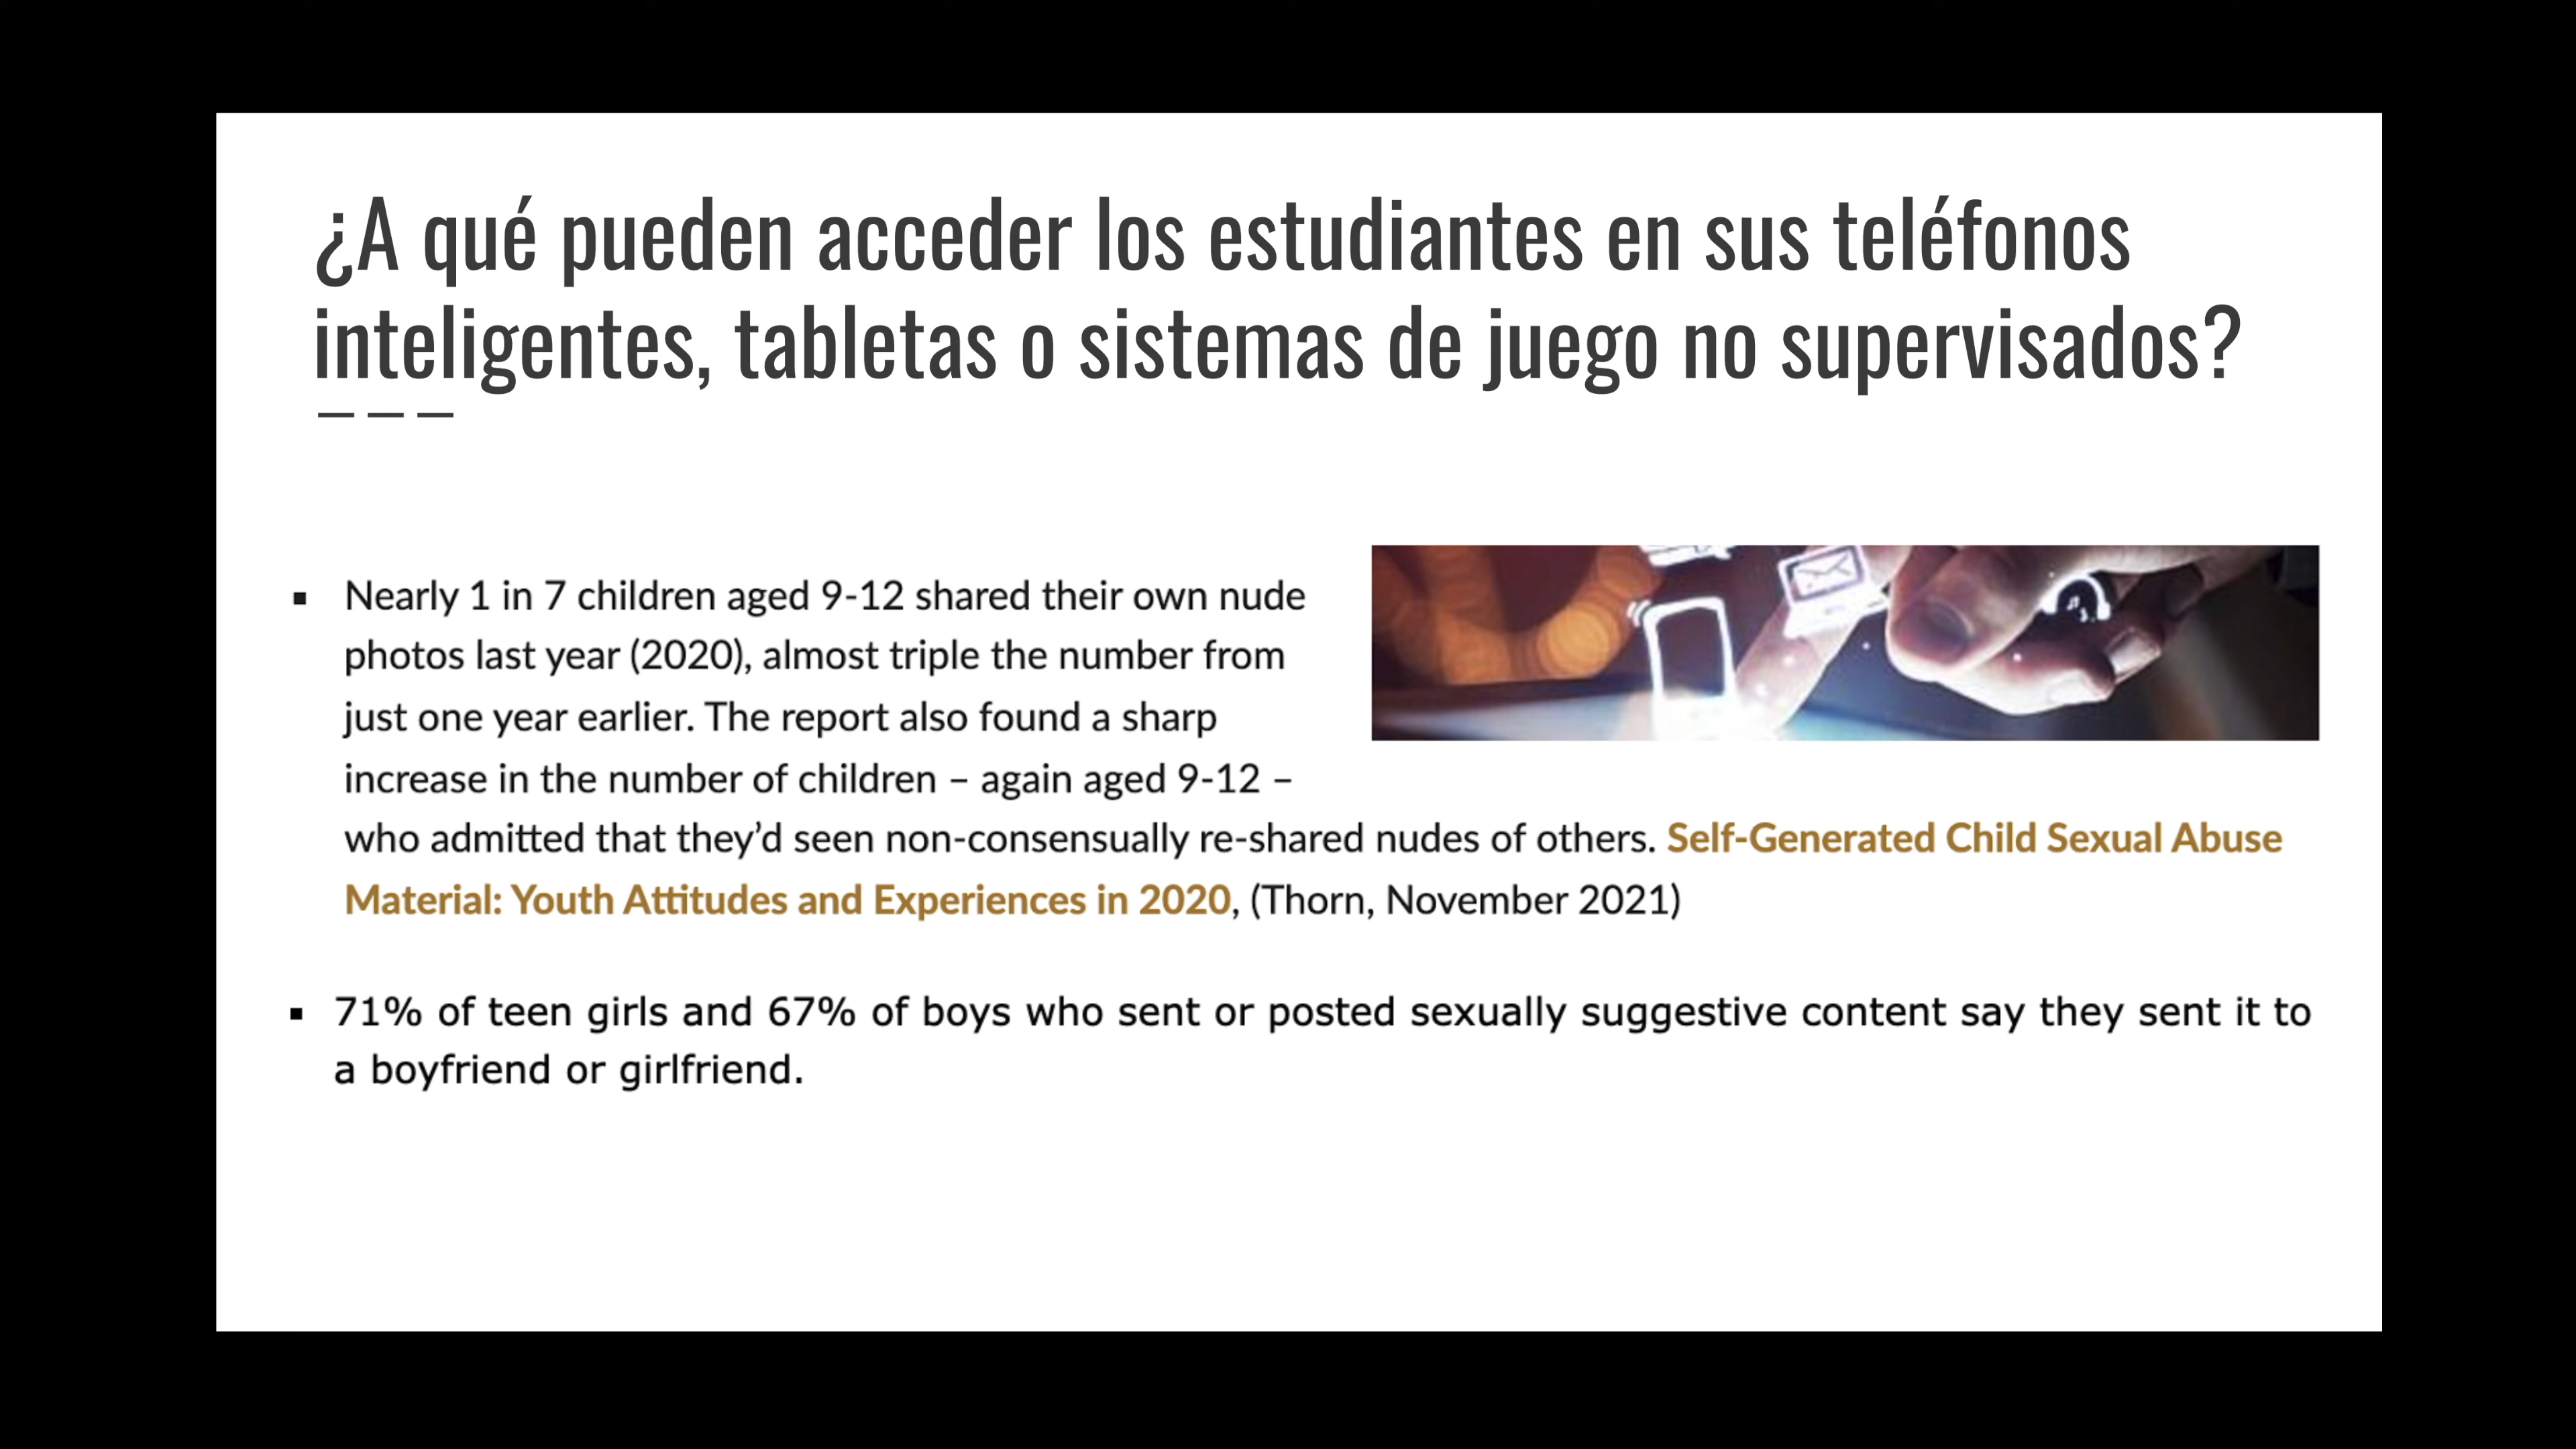 ¿A qué pueden acceder los estudiantes en sus teléfonos
inteligentes, tabletas o sistemas de juego no supervisados?
▪ Nearly 1 in 7 children aged 9-12 shared their own nude
photos last year (2020), almost triple the number from
just one year earlier. The report also found a sharp
increase in the number of children – again aged 9-12 –
who admitted that they’d seen non-consensually re-shared nudes of others. Self-Generated Child Sexual Abuse
Material: Youth Attitudes and Experiences in 2020, (Thorn, November 2021)
▪ 71% of teen girls and 67% of boys who sent or posted sexually suggestive content say they sent it to
a boyfriend or girlfriend.